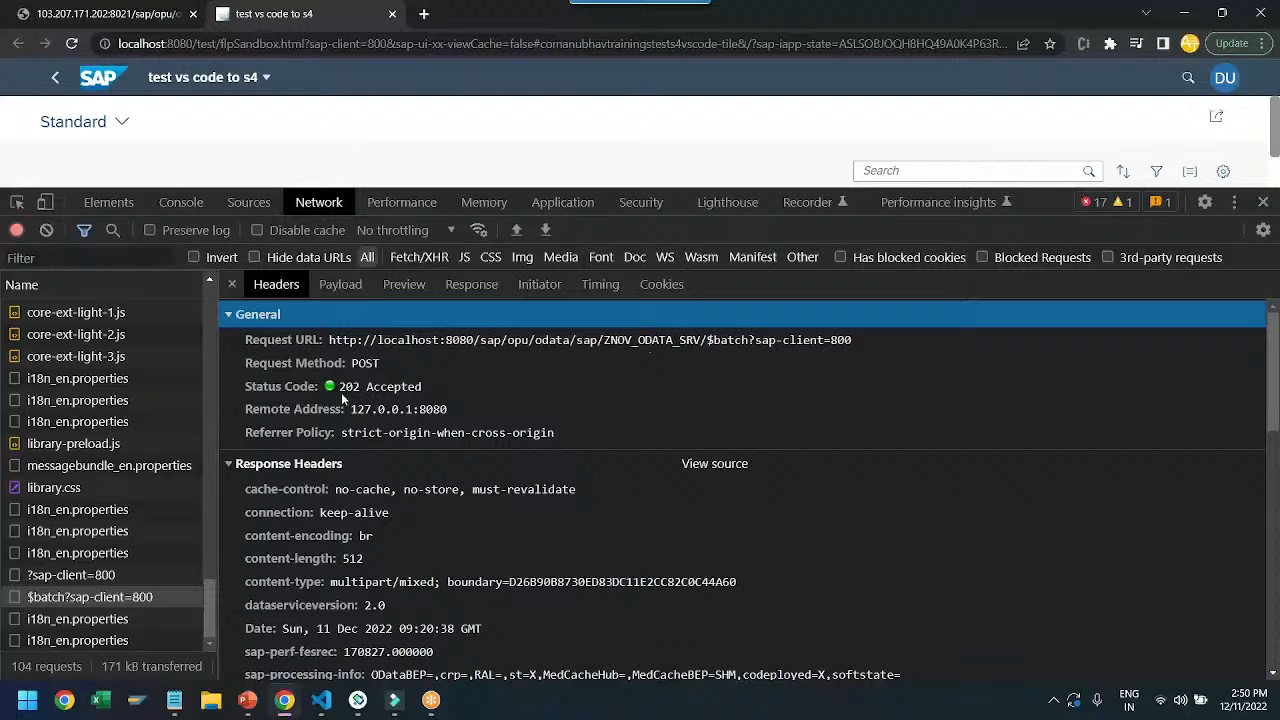 103.207.171.202:8021/sap/opu/o
test vs code to s4
localhost:8080/test/flpSandbox.html?sap-client=800&sap-ui-xx-viewCache=false#comanubhavtrainingstests4vscode-tile&/?sap-iapp-state=ASLSOBJOQH8HQ49A0K4P63R...
Update
SAP
test vs code to s4
DU
Standard
Search
Elements
Console
Sources
Network
Performance
Memory
Application
Security
Lighthouse
Recorder
Performance insights
17
1
1
Preserve log
Disable cache
No throttling
Filter
Invert
Hide data URLs
All
Fetch/XHR
JS
CSS
Img
Media
Font
Doc
WS
Wasm
Manifest
Other
Has blocked cookies
Blocked Requests
3rd-party requests
Name
Headers
Payload
Preview
Response
Initiator
Timing
Cookies
core-ext-light-1.js
core-ext-light-2.js
core-ext-light-3.js
i18n_en.properties
i18n_en.properties
i18n_en.properties
library-preload.js
messagebundle_en.properties
library.css
i18n_en.properties
i18n_en.properties
i18n_en.properties
?sap-client=800
$batch?sap-client=800
i18n_en.properties
i18n_en.properties
104 requests
171 kB transferred
General
Request URL: http://localhost:8080/sap/opu/odata/sap/ZNOV_ODATA_SRV/$batch?sap-client=800
Request Method: POST
Status Code: 202 Accepted
Remote Address: 127.0.0.1:8080
Referrer Policy: strict-origin-when-cross-origin
Response Headers
View source
cache-control: no-cache, no-store, must-revalidate
connection: keep-alive
content-encoding: br
content-length: 512
content-type: multipart/mixed; boundary=D26B90B8730ED83DC11E2CC82C0C44A60
dataserviceversion: 2.0
Date: Sun, 11 Dec 2022 09:20:38 GMT
sap-perf-fesrec: 170827.000000
sap-processing-info: ODataBEP=,crp=,RAL=,st=X,MedCacheHub=,MedCacheBEP=SHM,codeployed=X,softstate=
ENG
IN
2:50 PM
12/11/2022